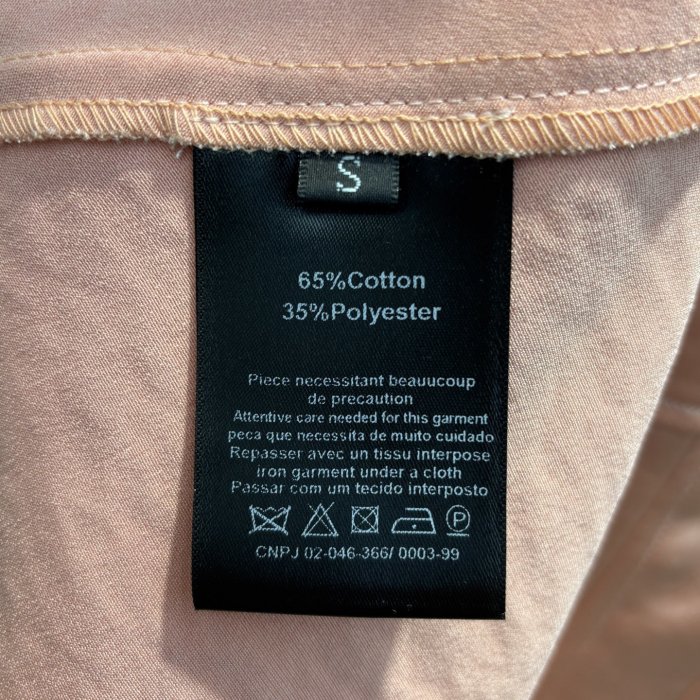 S
65%Cotton
35%Polyester
Piece necessitant beauucoup
de precaution
Attentive care needed for this garment
peca que necessita de muito cuidado
Repasser avec un tissu interpose
iron garment under a cloth
Passar com um tecido interposto
P
CNPJ 02-046-366/ 0003-99